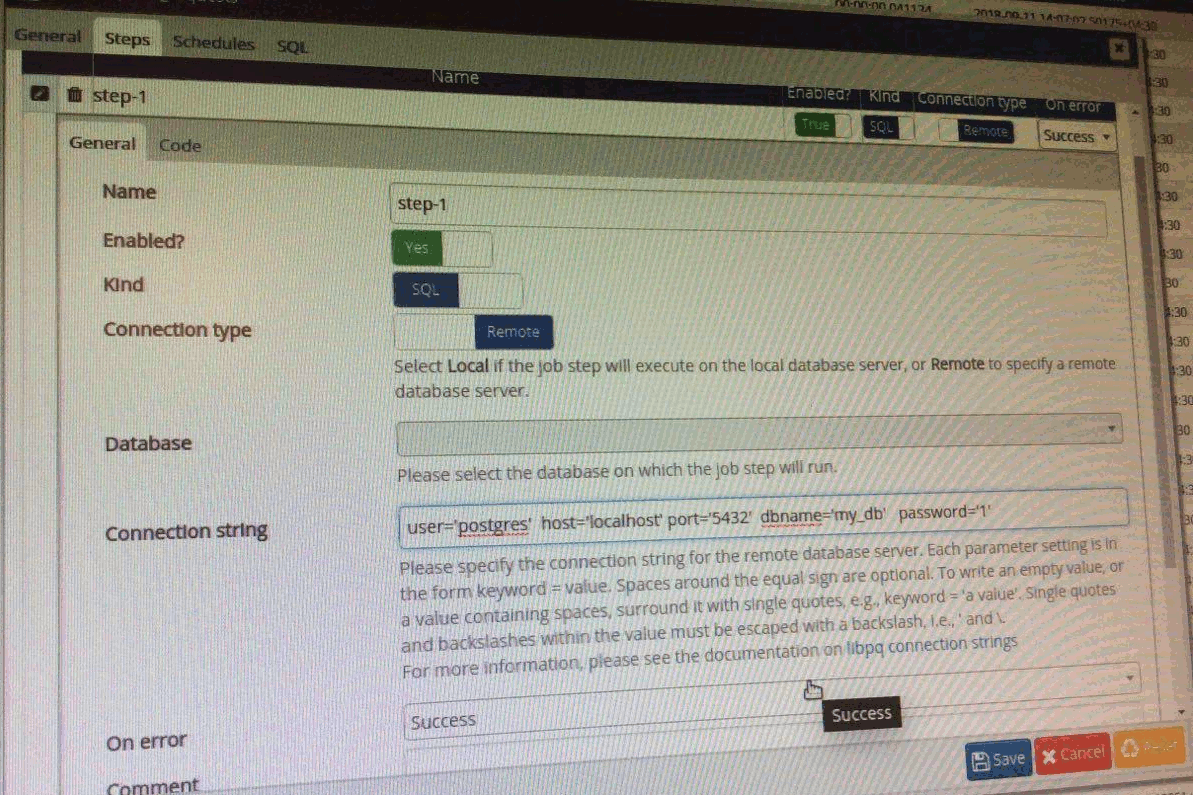 General Steps Schedules SQL
Name Enabled? Kind Connection type On error
step-1 True SQL Remote Success
General Code
Name step-1
Enabled? Yes
Kind SQL
Connection type Remote
Select Local if the job step will execute on the local database server, or Remote to specify a remote
database server.
Database
Please select the database on which the job step will run.
Connection string user='postgres' host='localhost' port='5432' dbname='my_db' password='1'
Please specify the connection string for the remote database server. Each parameter setting is in
the form keyword = value. Spaces around the equal sign are optional. To write an empty value, or
a value containing spaces, surround it with single quotes, e.g., keyword = 'a value'. Single quotes
and backslashes within the value must be escaped with a backslash, i.e., ' and \.
For more information, please see the documentation on libpq connection strings
On error Success
Success
Comment
Save Cancel